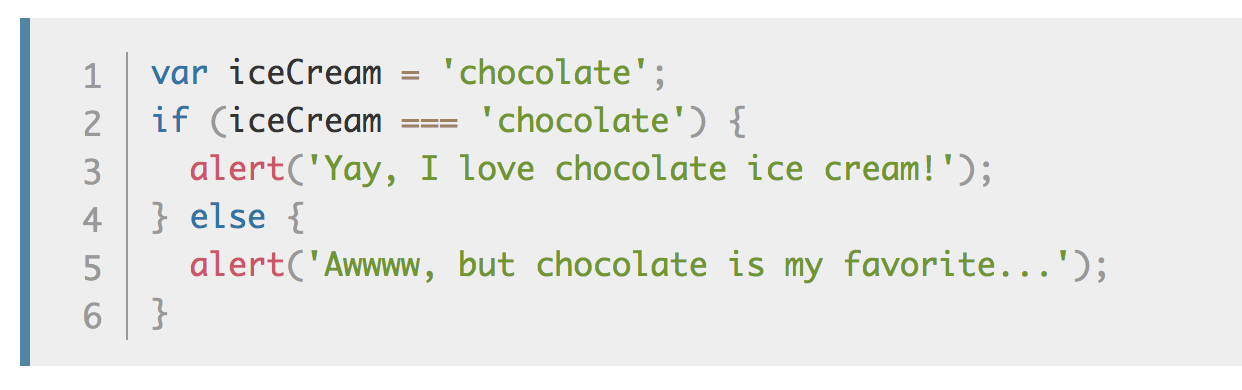 1 var iceCream = 'chocolate';
2 if (iceCream === 'chocolate') {
3   alert('Yay, I love chocolate ice cream!');
4 } else {
5   alert('Awwww, but chocolate is my favorite...');
6 }